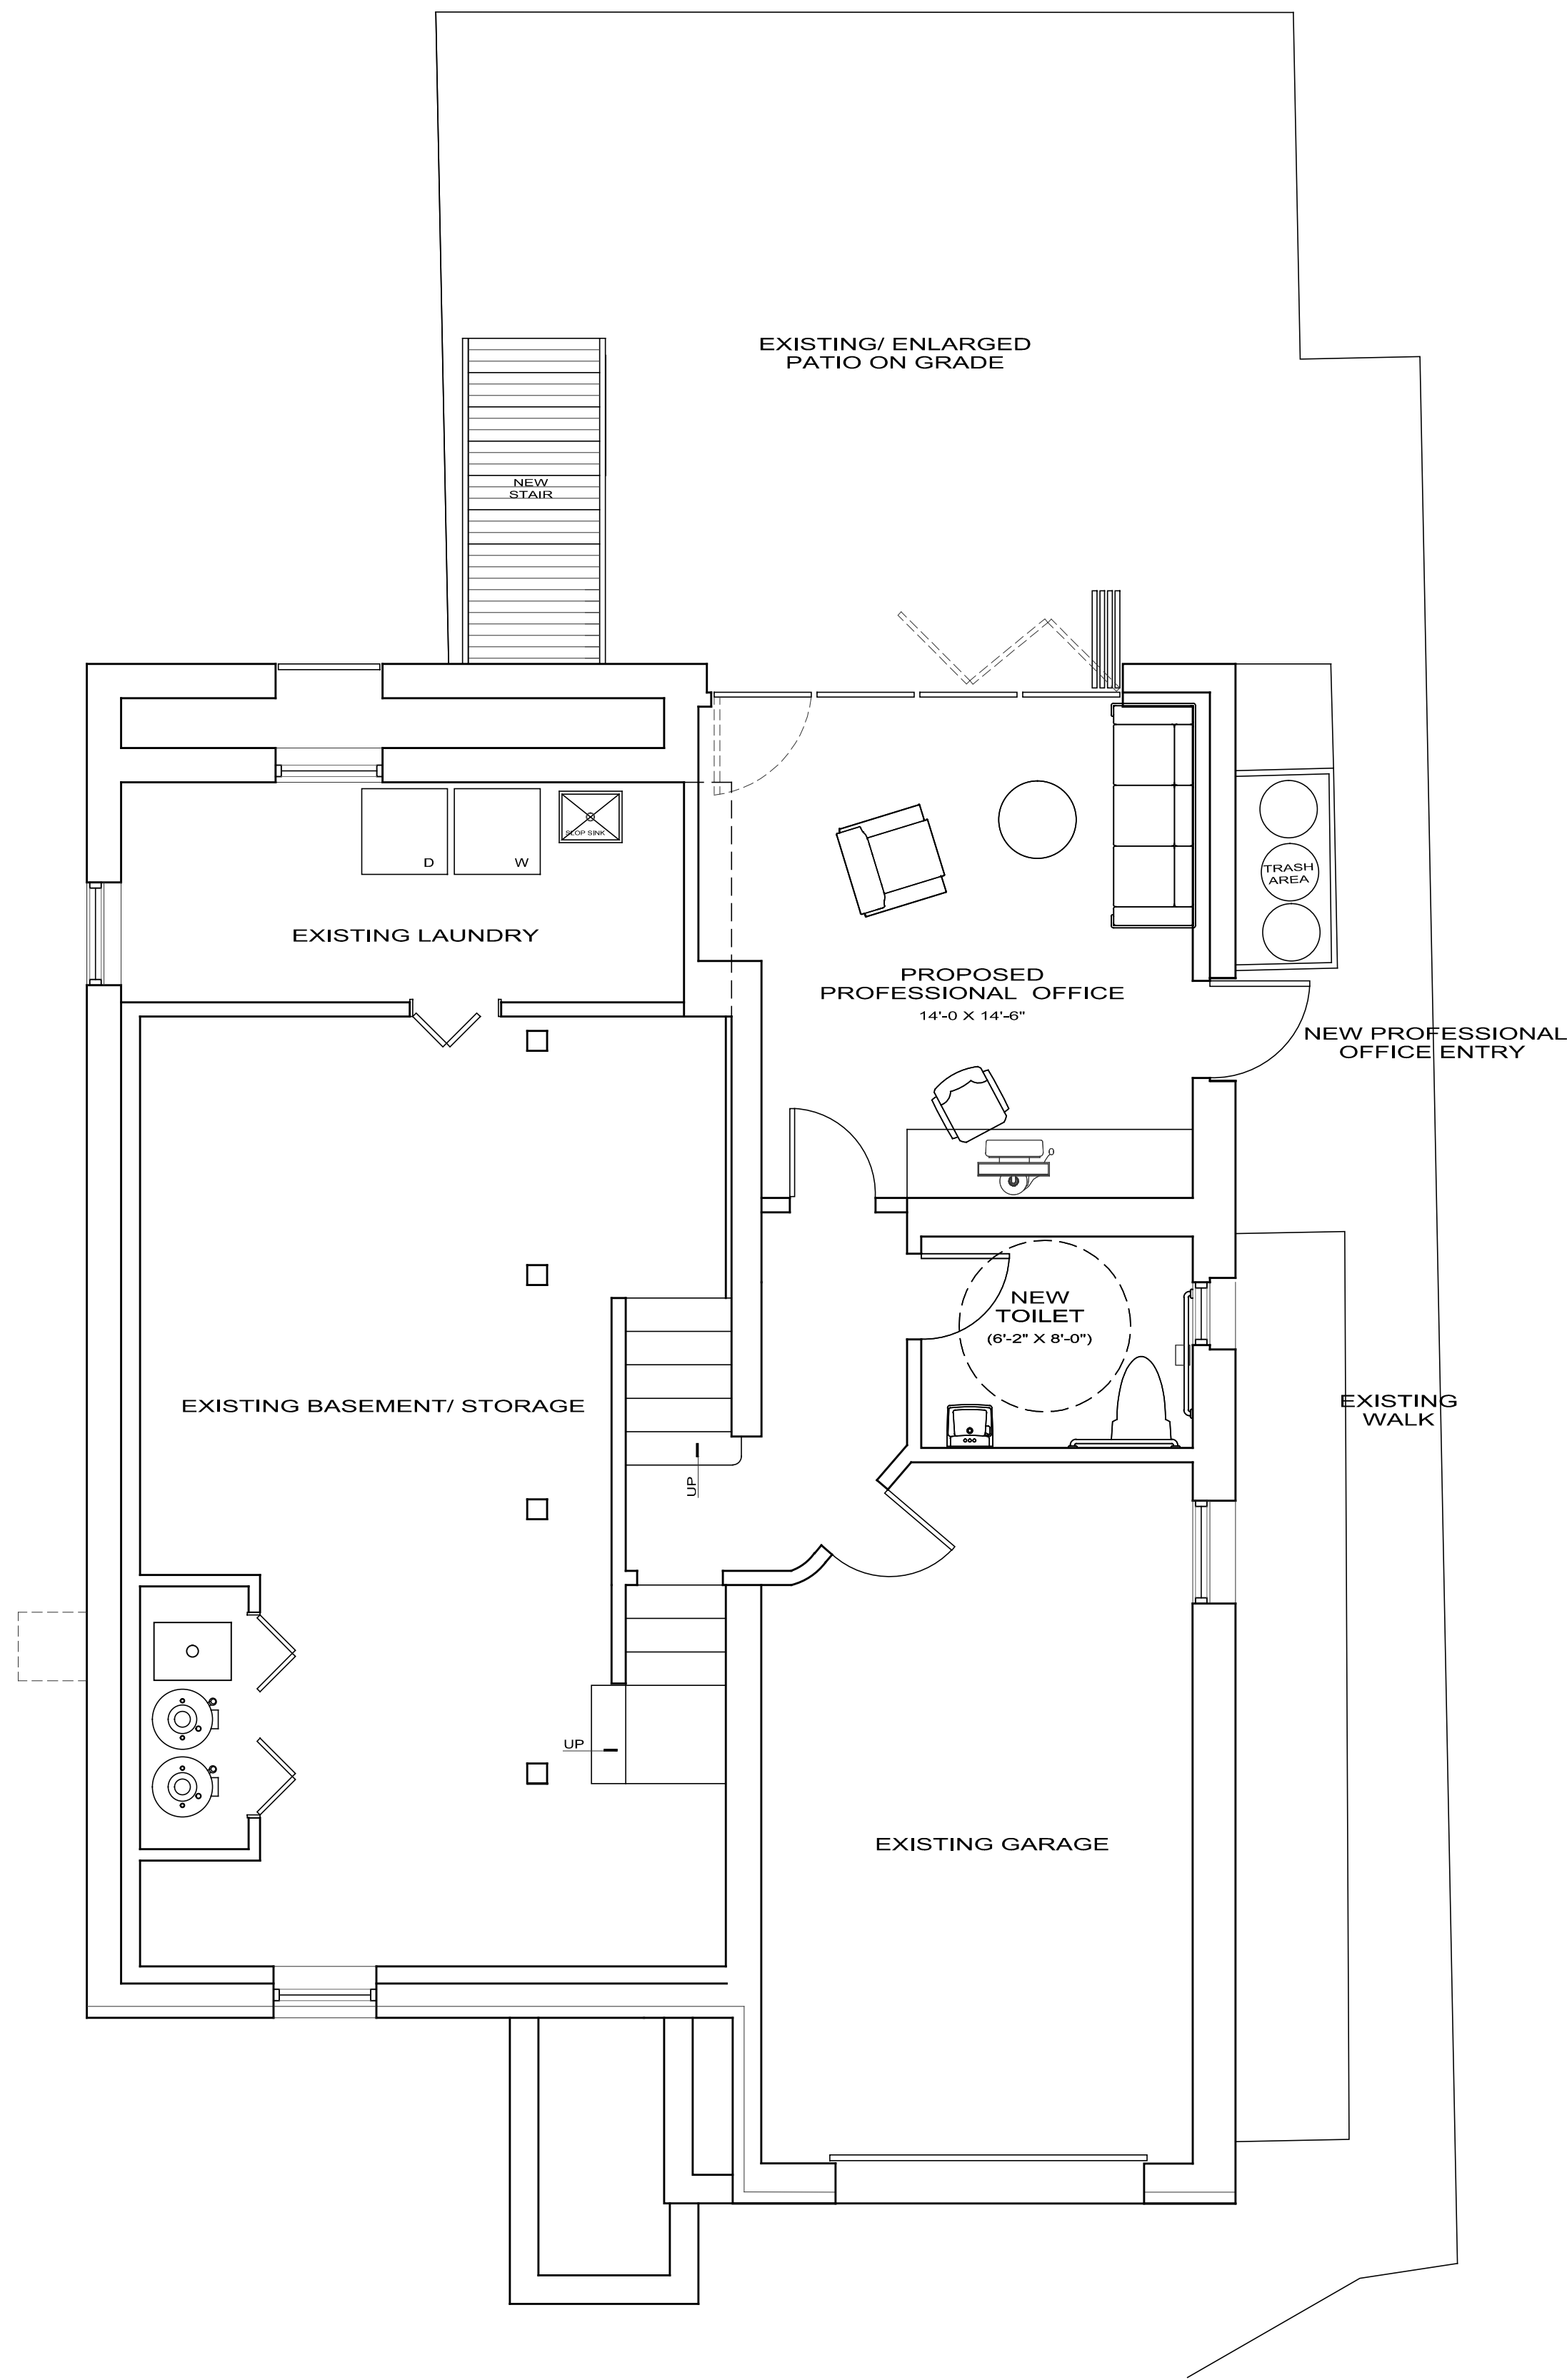 EXISTING/ ENLARGED
PATIO ON GRADE
NEW
STAIR
SLOP SINK
D
W
TRASH
AREA
EXISTING LAUNDRY
PROPOSED
PROFESSIONAL OFFICE
14'-0 X 14'-6"
NEW PROFESSIONAL
OFFICE ENTRY
0
NEW
TOILET
(6'-2" X 8'-0")
EXISTING BASEMENT/ STORAGE
EXISTING
WALK
UP
UP
EXISTING GARAGE